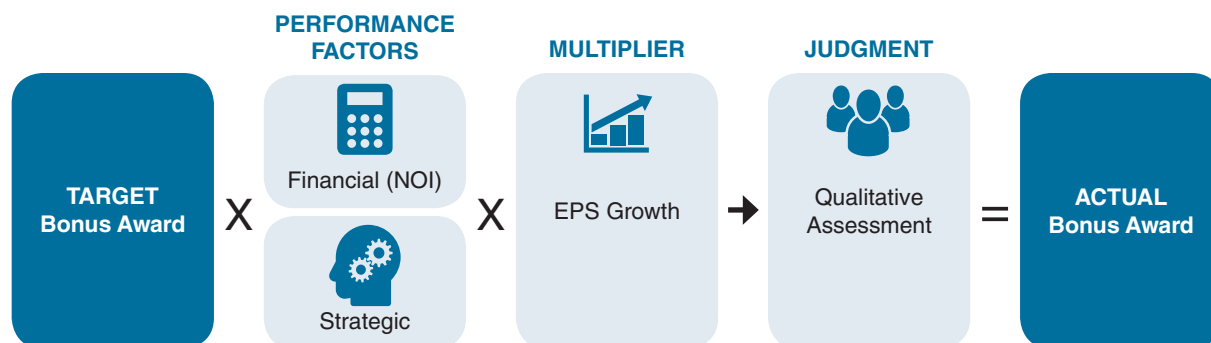 PERFORMANCE
FACTORS
MULTIPLIER
JUDGMENT
TARGET
Bonus Award
X
Financial (NOI)
Strategic
X
EPS Growth
Qualitative
Assessment
=
ACTUAL
Bonus Award